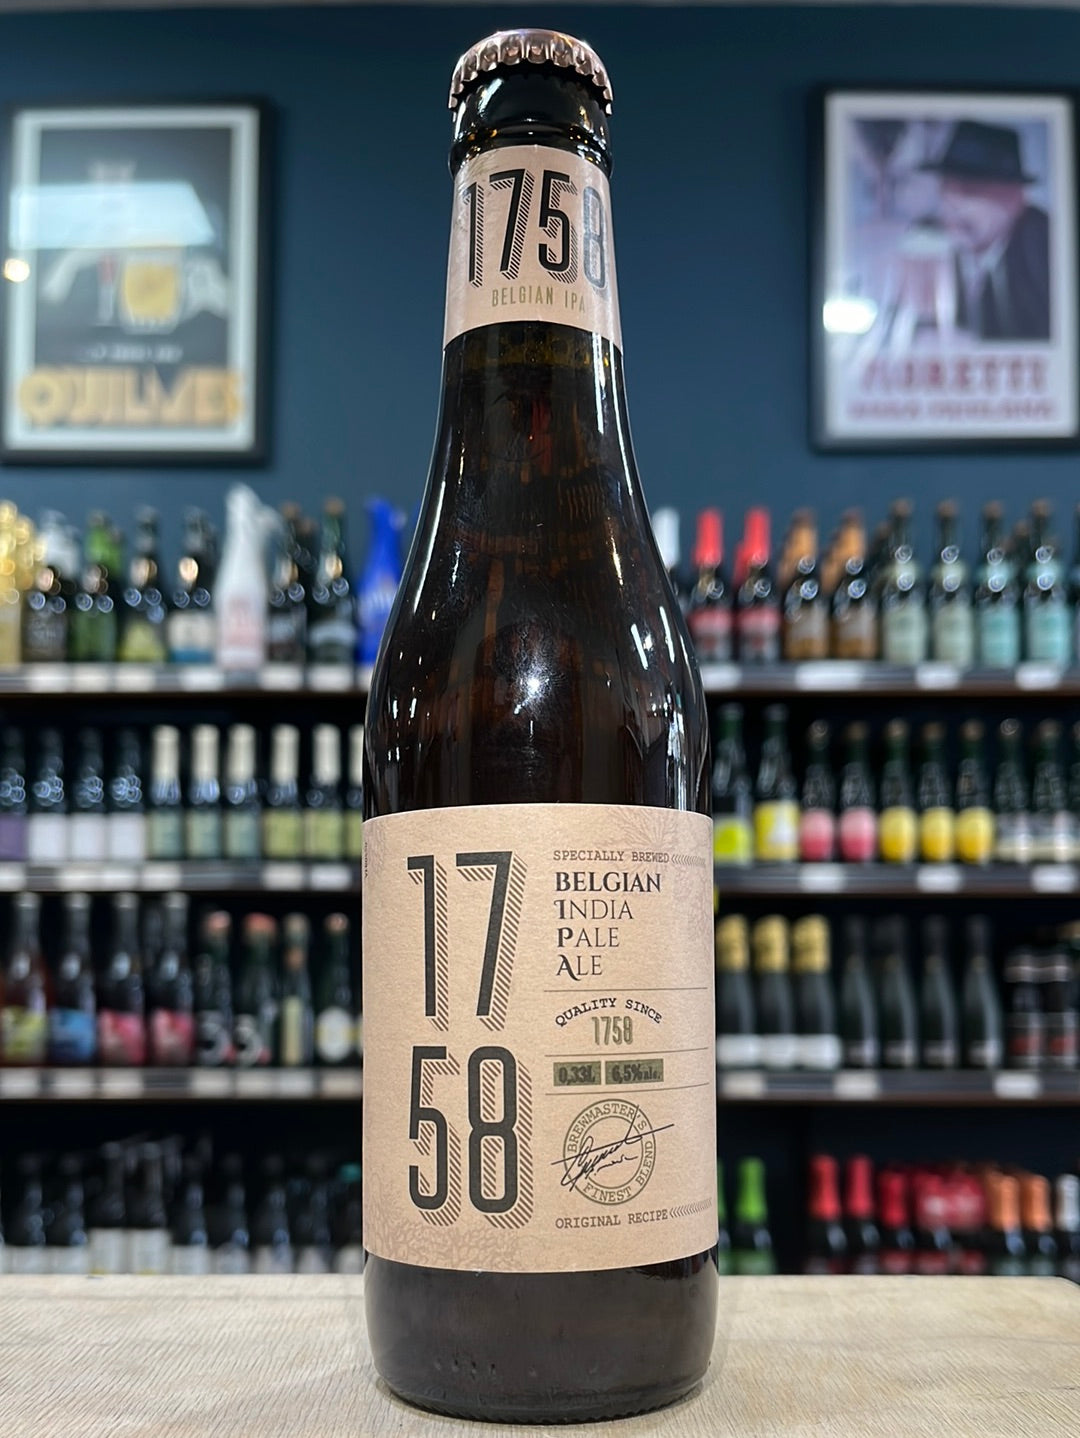 1758
BELGIAN IPA
QUILMES
MORETTI
17
58
SPECIALLY BREWED
BELGIAN
INDIA
PALE
ALE
QUALITY SINCE
1758
0,33L 6,5% alc.
BREWMASTER'S
FINEST BLEND
ORIGINAL RECIPE